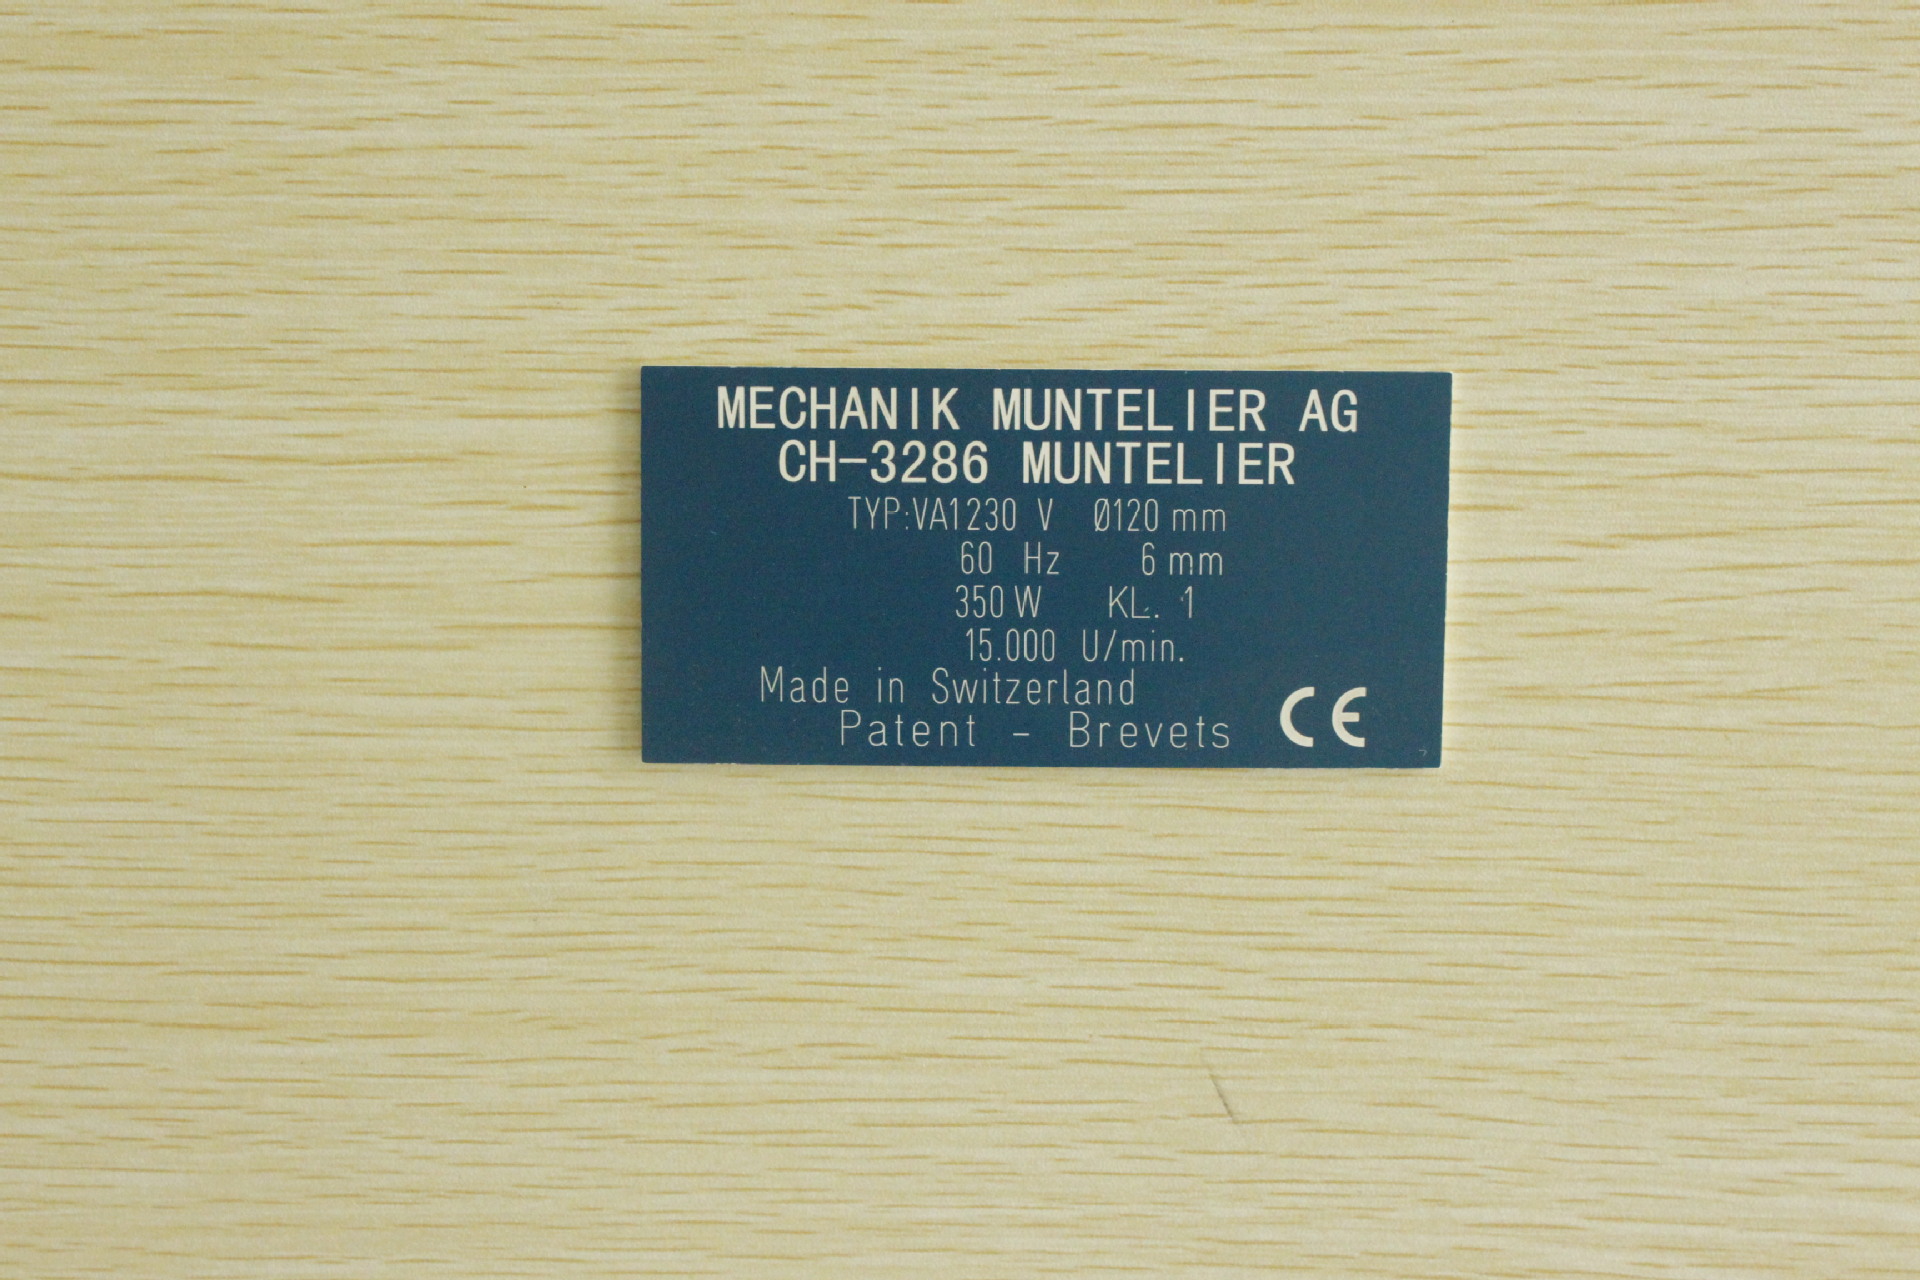 MECHANIK MUNTELIER AG
CH-3286 MUNTELIER
TYP:VA1230 V Ø120 mm
60 Hz 6 mm
350 W KL. 1
15.000 U/min.
Made in Switzerland
Patent - Brevets CE